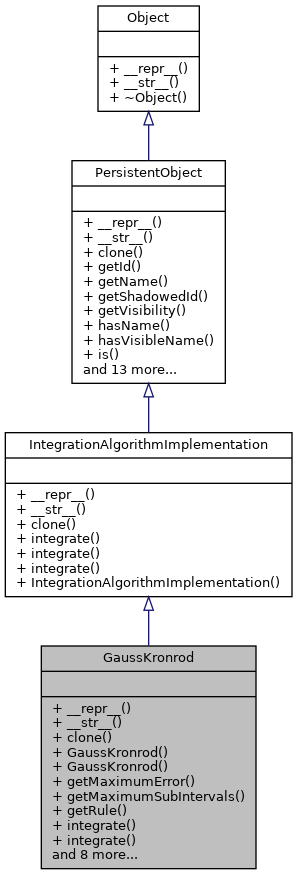 Object
+ __repr__()
+ __str__()
+ ~Object()
PersistentObject
+ __repr__()
+ __str__()
+ clone()
+ getId()
+ getName()
+ getShadowedId()
+ getVisibility()
+ hasName()
+ hasVisibleName()
+ is()
and 13 more...
IntegrationAlgorithmImplementation
+ __repr__()
+ __str__()
+ clone()
+ integrate()
+ integrate()
+ integrate()
+ IntegrationAlgorithmImplementation()
GaussKronrod
+ __repr__()
+ __str__()
+ clone()
+ GaussKronrod()
+ GaussKronrod()
+ getMaximumError()
+ getMaximumSubIntervals()
+ getRule()
+ integrate()
+ integrate()
and 8 more...